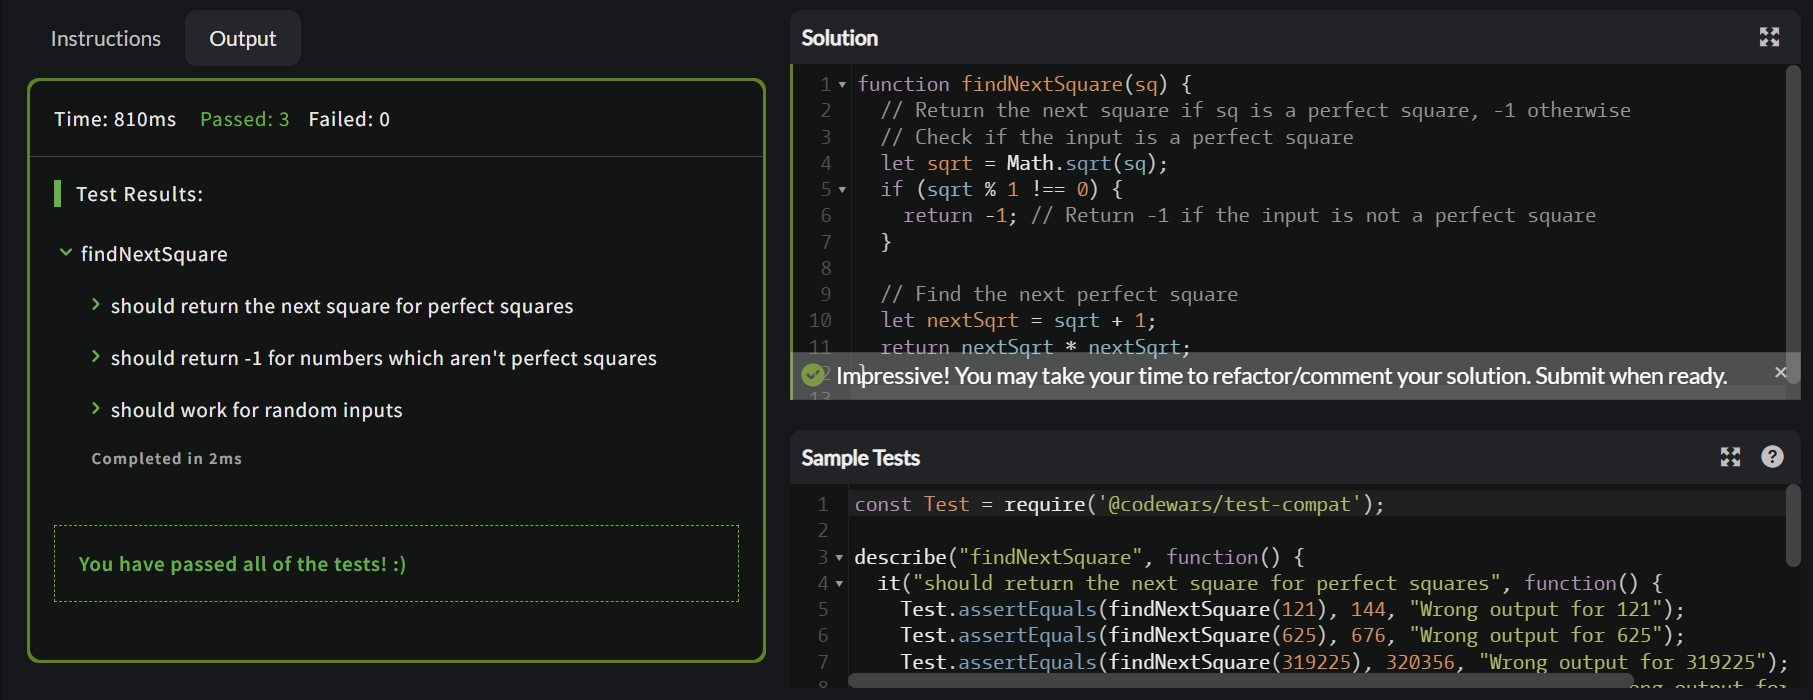 Instructions
Output
Time: 810ms Passed: 3 Failed: 0
Test Results:
findNextSquare
should return the next square for perfect squares
should return -1 for numbers which aren't perfect squares
should work for random inputs
Completed in 2ms
You have passed all of the tests! :)
Solution
1 function findNextSquare(sq) {
2 // Return the next square if sq is a perfect square, -1 otherwise
3 // Check if the input is a perfect square
4 let sqrt = Math.sqrt(sq);
5 if (sqrt % 1 !== 0) {
6 return -1; // Return -1 if the input is not a perfect square
7 }
8
9 // Find the next perfect square
10 let nextSqrt = sqrt + 1;
11 return nextSqrt * nextSqrt;
Impressive! You may take your time to refactor/comment your solution. Submit when ready.
13
Sample Tests
1 const Test = require('@codewars/test-compat');
2
3 describe("findNextSquare", function() {
4 it("should return the next square for perfect squares", function() {
5 Test.assertEquals(findNextSquare(121), 144, "Wrong output for 121");
6 Test.assertEquals(findNextSquare(625), 676, "Wrong output for 625");
7 Test.assertEquals(findNextSquare(319225), 320356, "Wrong output for 319225");
8